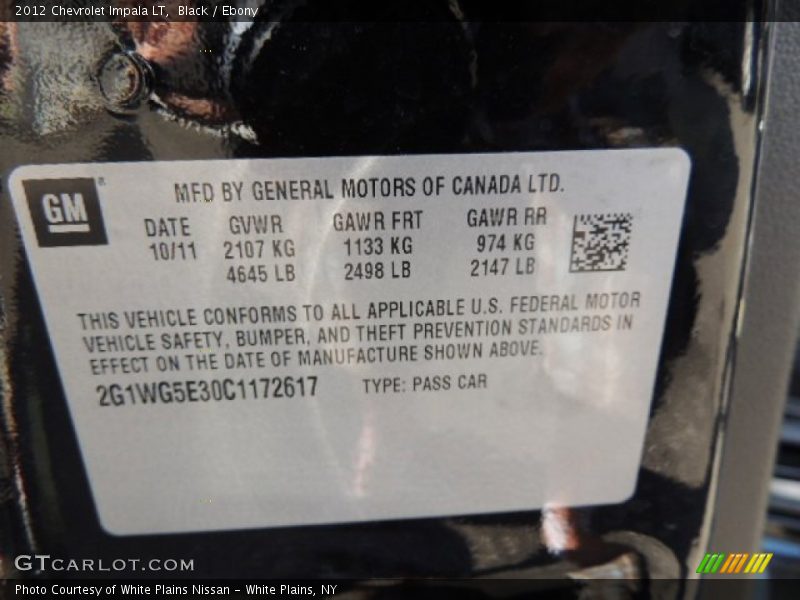 2012 Chevrolet Impala LT, Black / Ebony
GM
MFD BY GENERAL MOTORS OF CANADA LTD.
DATE GVWR GAWR FRT GAWR RR
10/11 2107 KG 1133 KG 974 KG
4645 LB 2498 LB 2147 LB
THIS VEHICLE CONFORMS TO ALL APPLICABLE U.S. FEDERAL MOTOR
VEHICLE SAFETY, BUMPER, AND THEFT PREVENTION STANDARDS IN
EFFECT ON THE DATE OF MANUFACTURE SHOWN ABOVE.
2G1WG5E30C1172617 TYPE: PASS CAR
GTCARLOT.COM
Photo Courtesy of White Plains Nissan - White Plains, NY